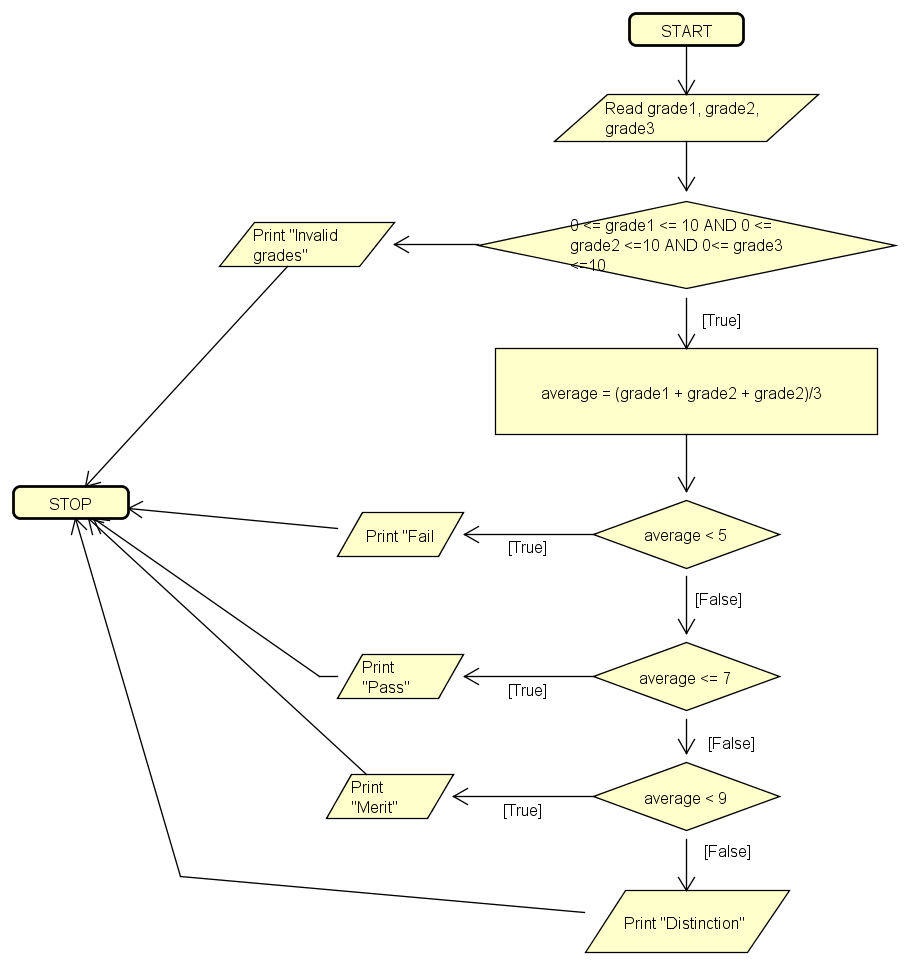 START
Read grade1, grade2,
grade3
0 <= grade1 <= 10 AND 0 <=
grade2 <=10 AND 0<= grade3
<=10
Print "Invalid
grades"
[True]
average = (grade1 + grade2 + grade2)/3
STOP
average < 5
[True]
Print "Fail
[False]
average <= 7
[True]
Print
"Pass"
[False]
average < 9
[True]
Print
"Merit"
[False]
Print "Distinction"